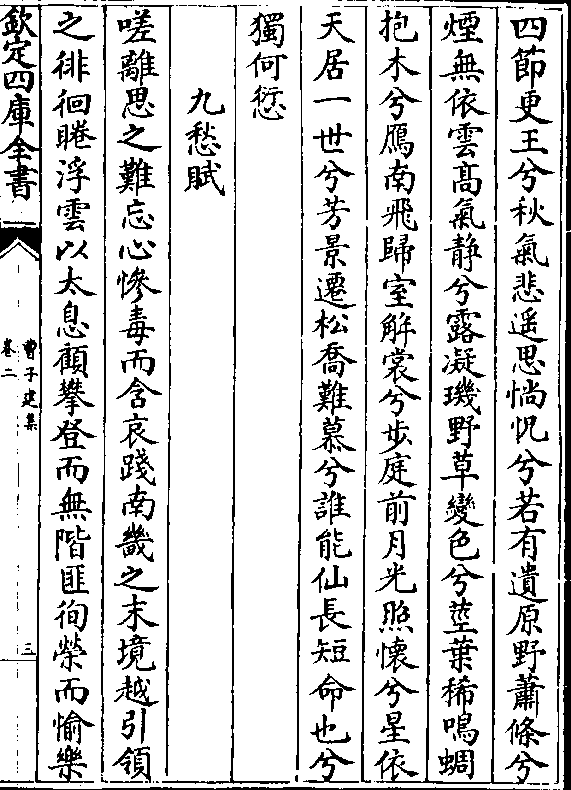 四節更王兮秋氣悲遥思惝怳兮若有遺原野蕭條兮
煙無依雲髙氣静兮露凝璣野草變色兮莖葉稀鳴蜩
抱木兮鴈南飛歸室解裳兮步庭前月光照懷兮星依
天居一世兮芳景遷松喬難慕兮誰能仙長短命也兮
獨何愆
九愁賦
嗟離思之難忘心慘毒而含哀踐南畿之末境越引領
之徘徊睠浮雲以太息顧攀登而無階匪徇榮而愉樂
欽定四庫全書
曹子建集
卷二
三